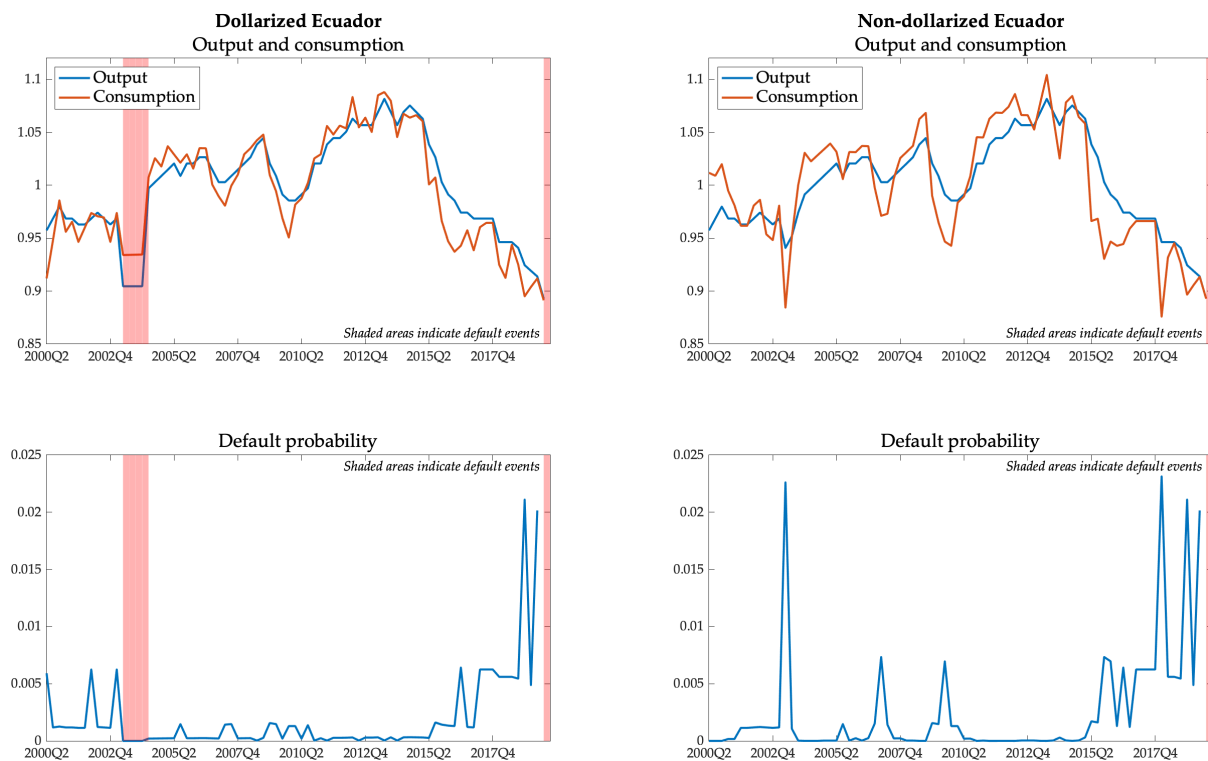 Dollarized Ecuador
Output and consumption
1.1
1.05
1
0.95
0.9
0.85
Output
Consumption
Shaded areas indicate default events
2000Q2 2002Q4 2005Q2 2007Q4 2010Q2 2012Q4 2015Q2 2017Q4
Non-dollarized Ecuador
Output and consumption
1.1
1.05
1
0.95
0.9
0.85
Output
Consumption
Shaded areas indicate default events
2000Q2 2002Q4 2005Q2 2007Q4 2010Q2 2012Q4 2015Q2 2017Q4
Default probability
Shaded areas indicate default events
0.025
0.02
0.015
0.01
0.005
0
2000Q2 2002Q4 2005Q2 2007Q4 2010Q2 2012Q4 2015Q2 2017Q4
Default probability
Shaded areas indicate default events
0.025
0.02
0.015
0.01
0.005
0
2000Q2 2002Q4 2005Q2 2007Q4 2010Q2 2012Q4 2015Q2 2017Q4